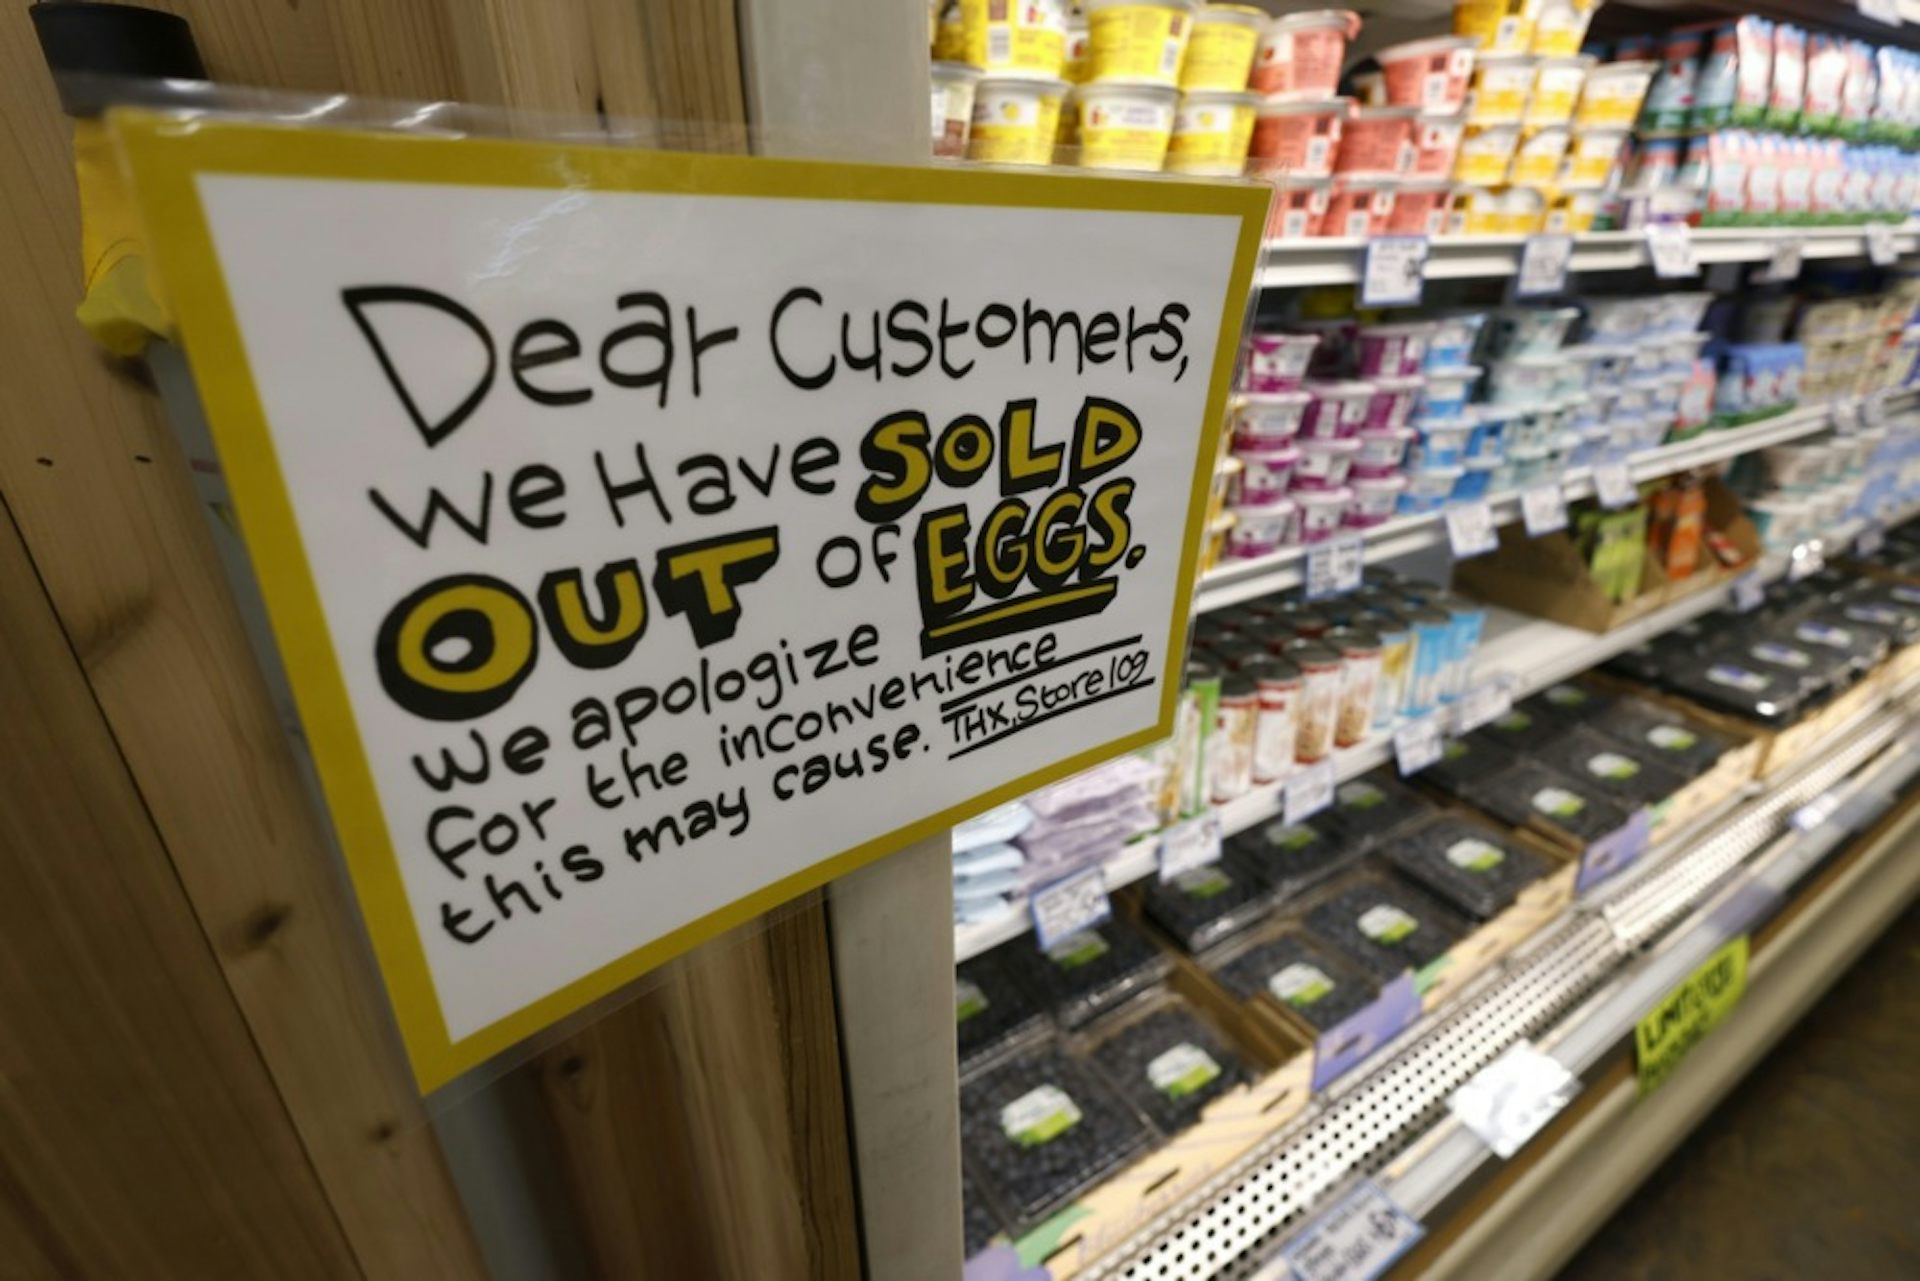 Dear Customers,
we Have SOLD
OUT of EGGS.
we apologize
for the inconvenience
this may cause. THX, Store 109
LIMIT